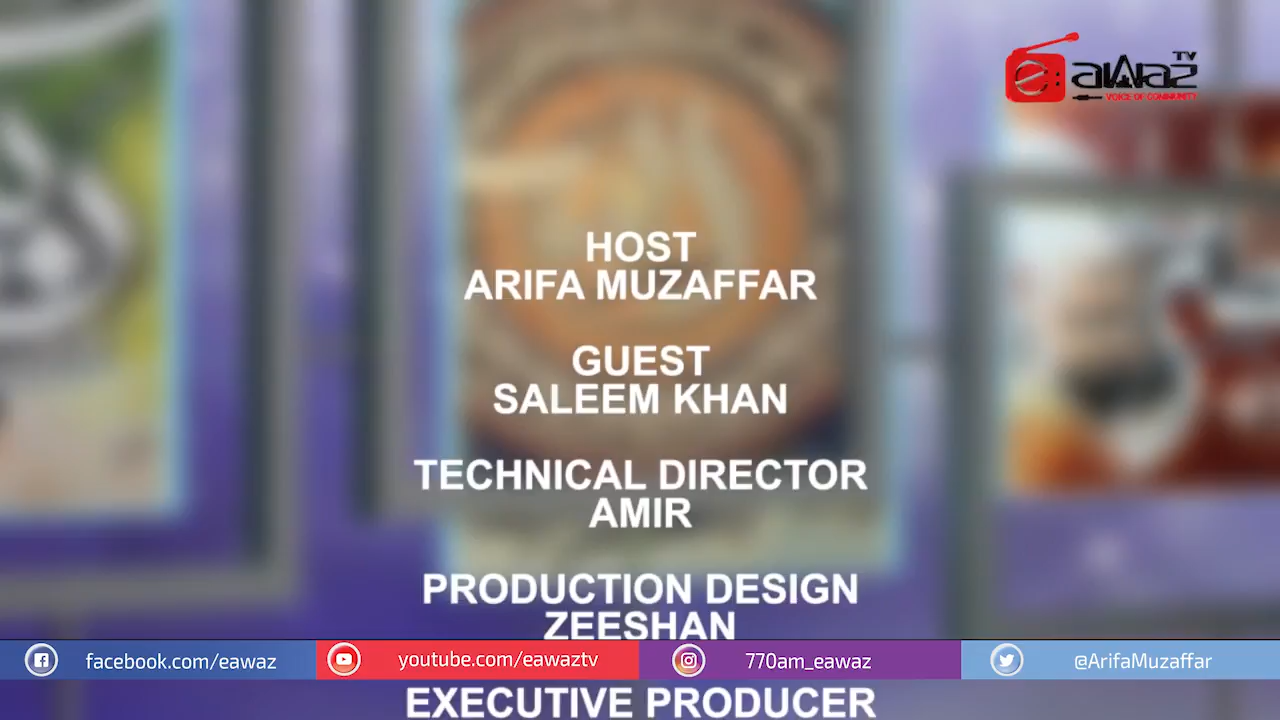 TV
eawaz
VOICE OF COMMUNITY
HOST
ARIFA MUZAFFAR
GUEST
SALEEM KHAN
TECHNICAL DIRECTOR
AMIR
PRODUCTION DESIGN
ZEESHAN
facebook.com/eawaz
youtube.com/eawaztv
770am_eawaz
@ArifaMuzaffar
EXECUTIVE PRODUCER